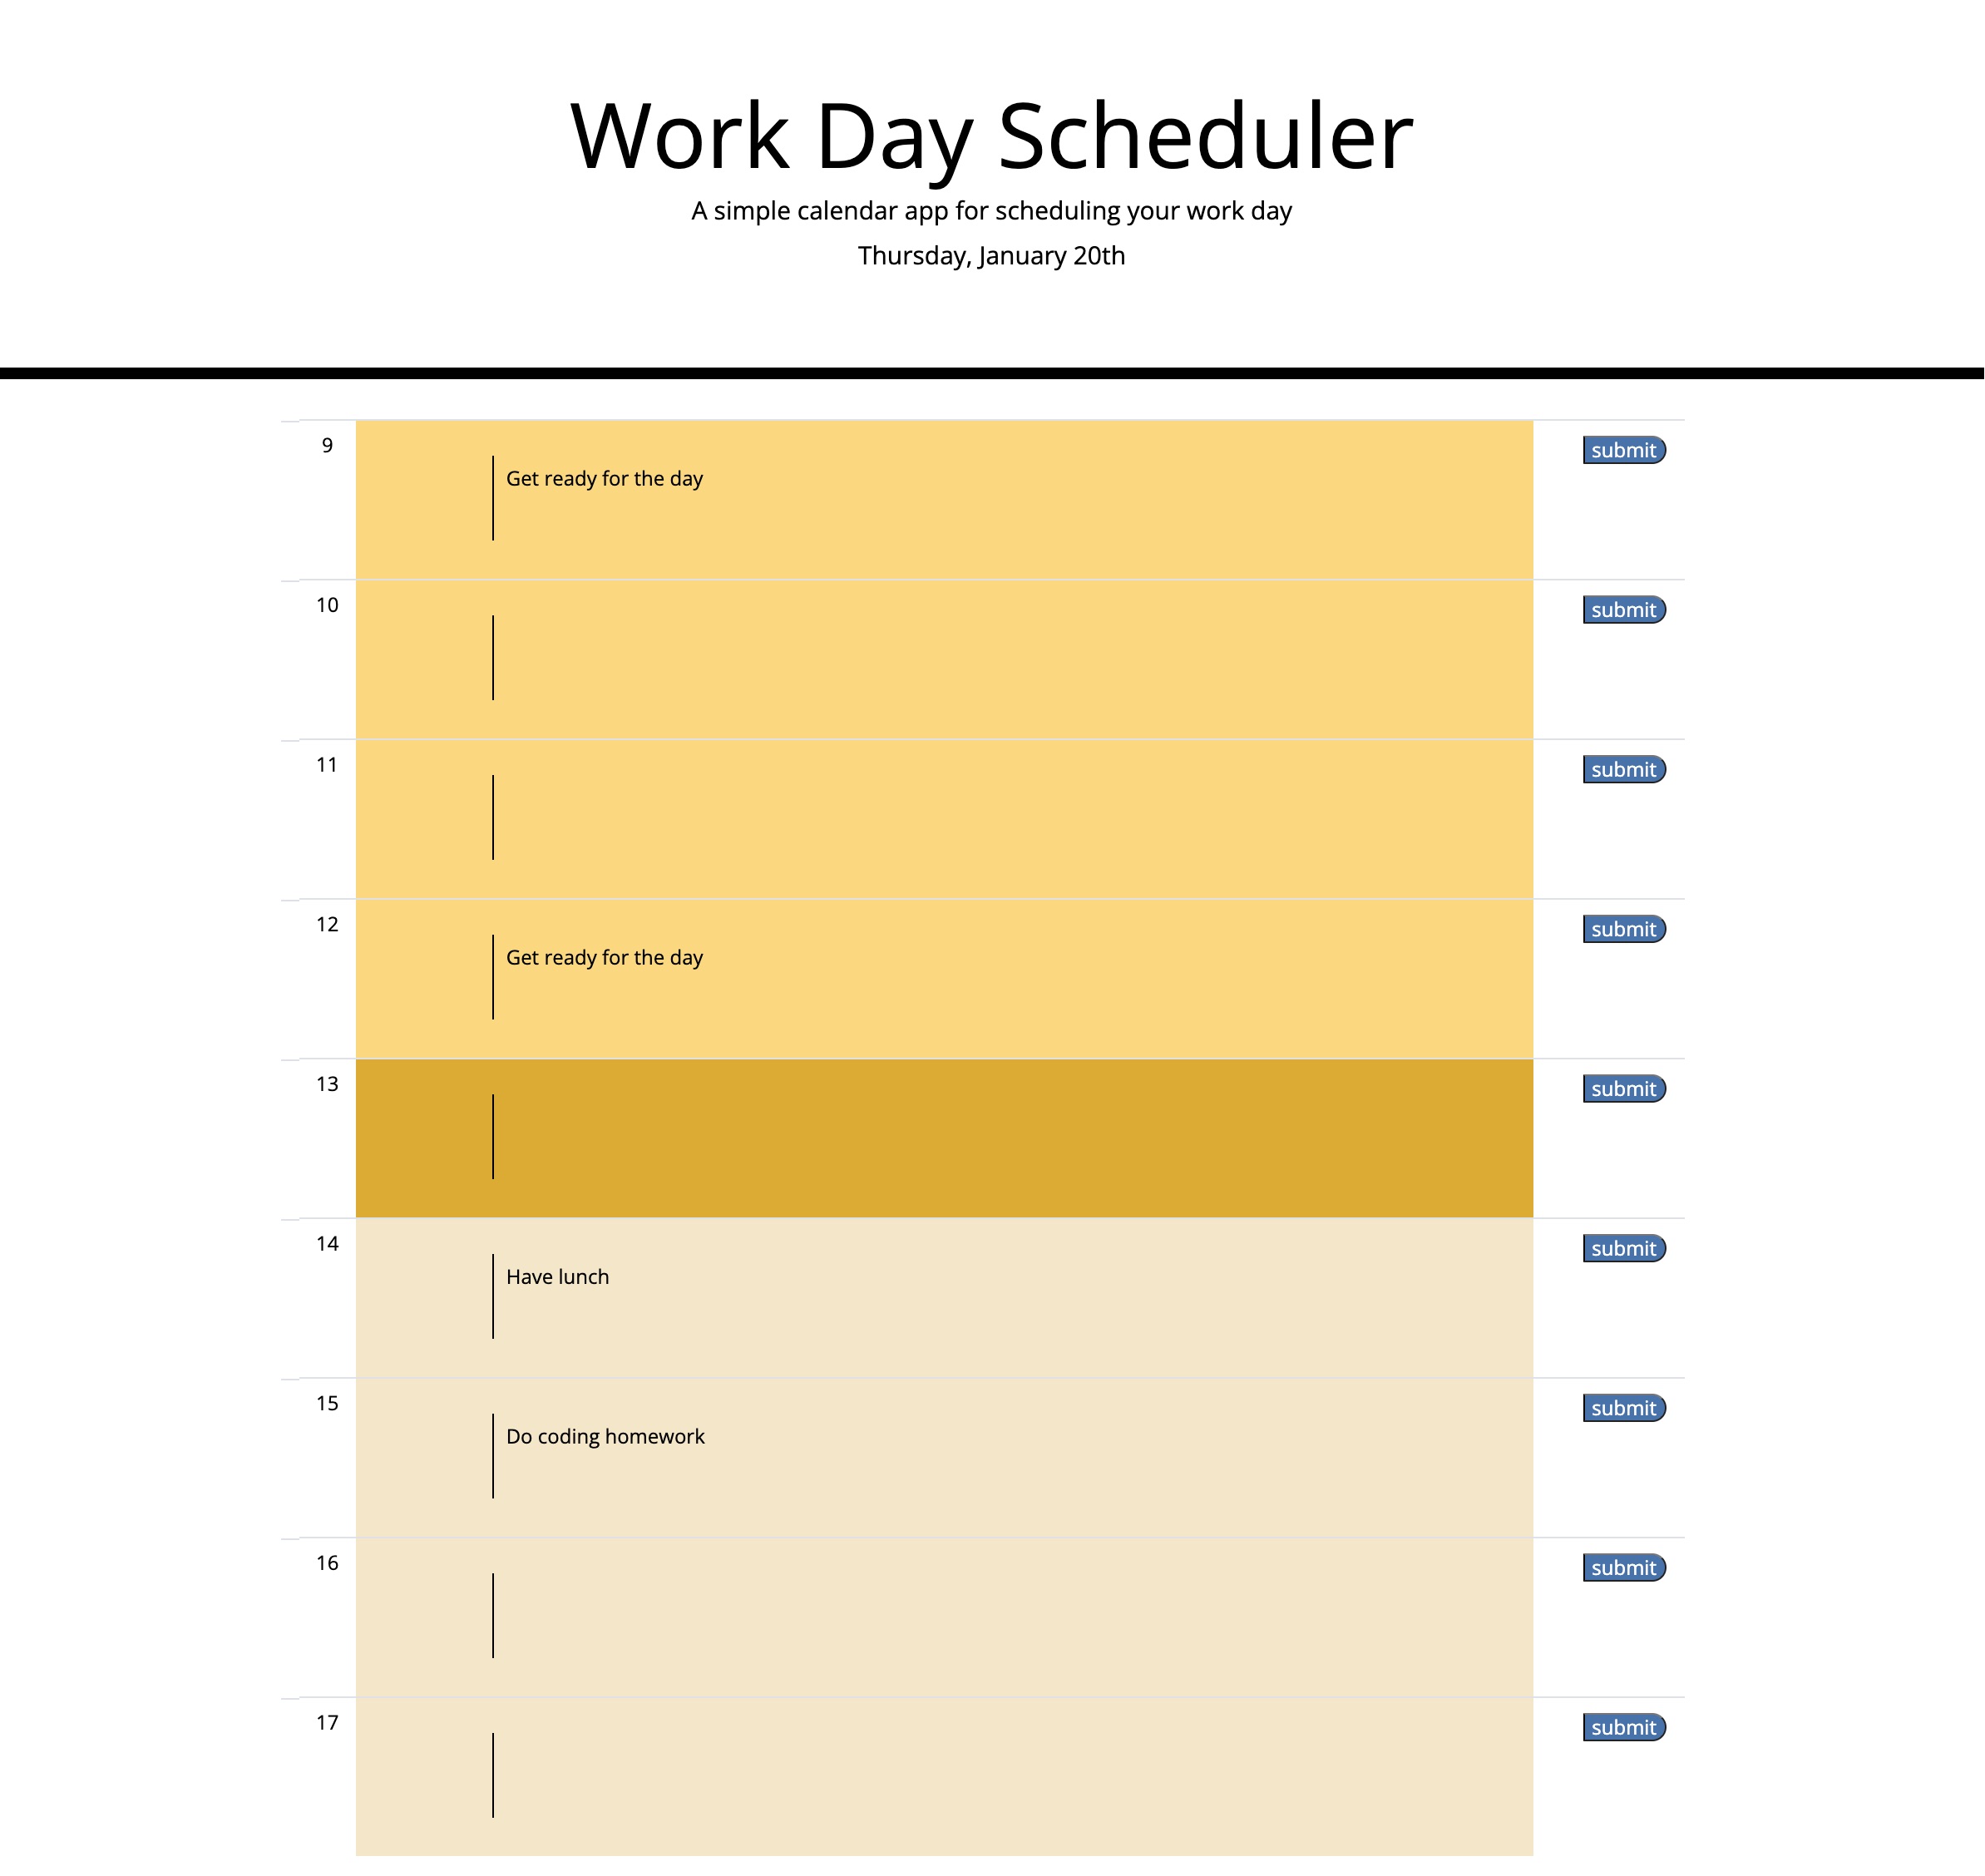 Work Day Scheduler
A simple calendar app for scheduling your work day
Thursday, January 20th
9 Get ready for the day submit
10 submit
11 submit
12 Get ready for the day submit
13 submit
14 Have lunch submit
15 Do coding homework submit
16 submit
17 submit